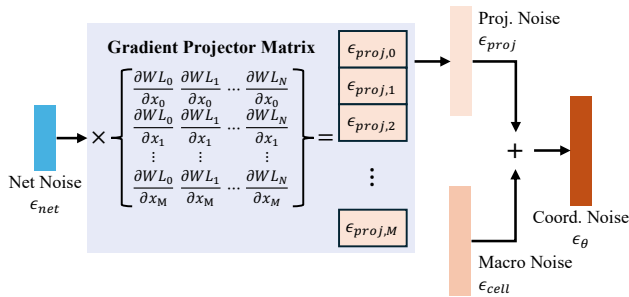 Gradient Projector Matrix
Net Noise
ϵ_net
×
∂WL_0/∂x_0 ∂WL_1/∂x_0 ⋯ ∂WL_N/∂x_0
∂WL_0/∂x_1 ∂WL_1/∂x_1 ⋯ ∂WL_N/∂x_1
⋮ ⋮ ⋮
∂WL_0/∂x_M ∂WL_1/∂x_M ⋯ ∂WL_N/∂x_M
=
ϵ_proj,0
ϵ_proj,1
ϵ_proj,2
⋮
ϵ_proj,M
Proj. Noise
ϵ_proj
+
Macro Noise
ϵ_cell
Coord. Noise
ϵ_θ